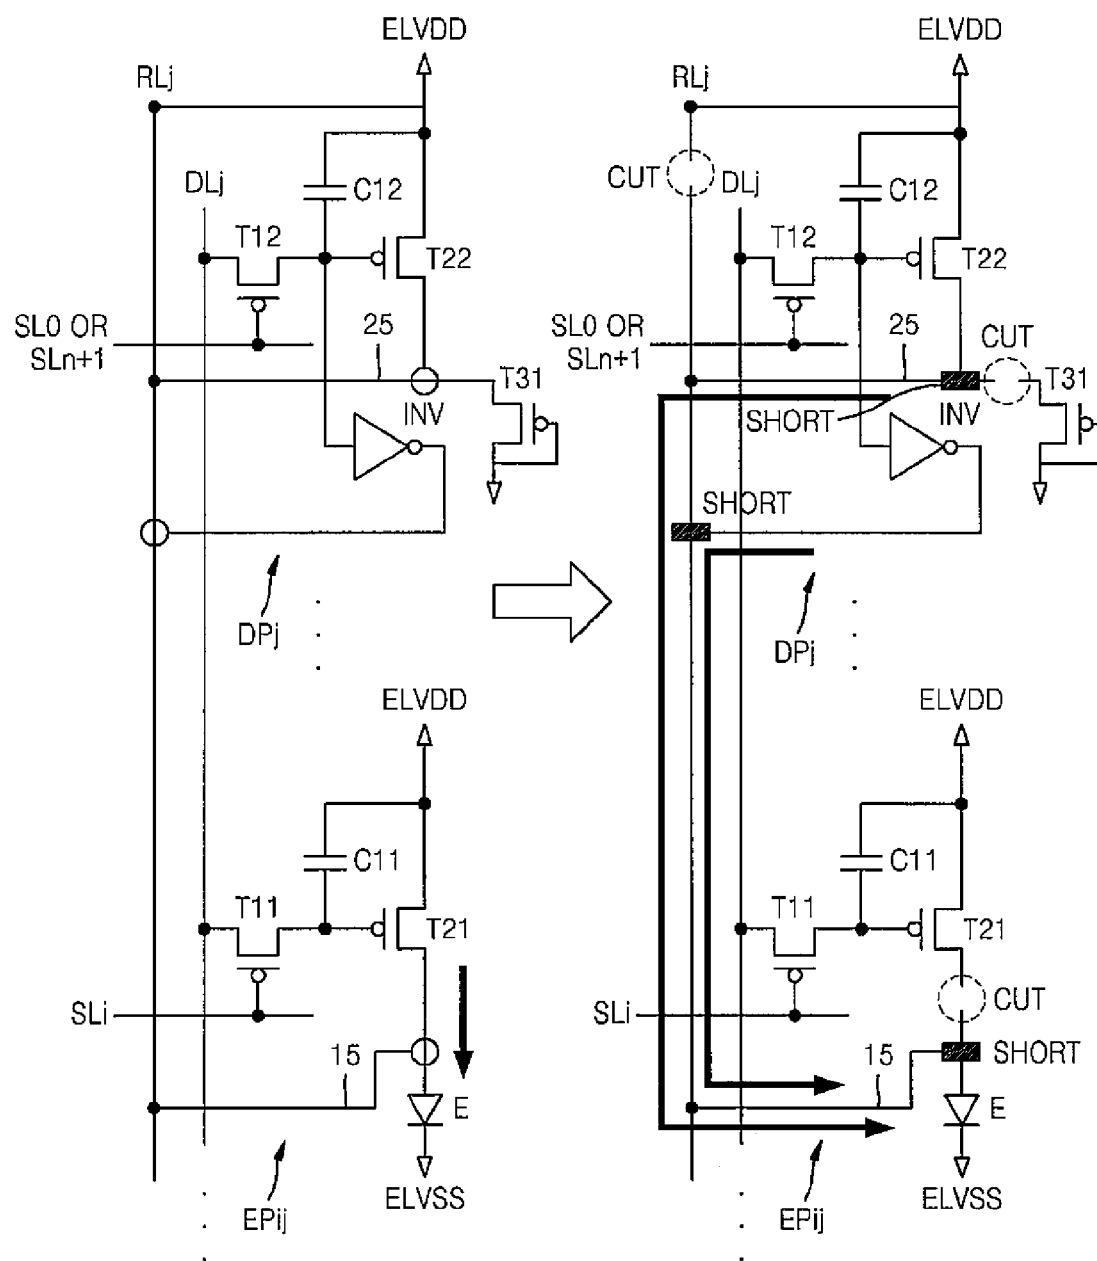 ELVDD
RLj
DLj
C12
T12
T22
SL0 OR
SLn+1
25
T31
INV
DPj
ELVDD
C11
T11
T21
SLi
15
E
ELVSS
EPij
ELVDD
RLj
CUT
DLj
C12
T12
T22
SL0 OR
SLn+1
25
CUT
T31
SHORT
INV
SHORT
DPj
ELVDD
C11
T11
T21
CUT
SLi
15
SHORT
E
ELVSS
EPij